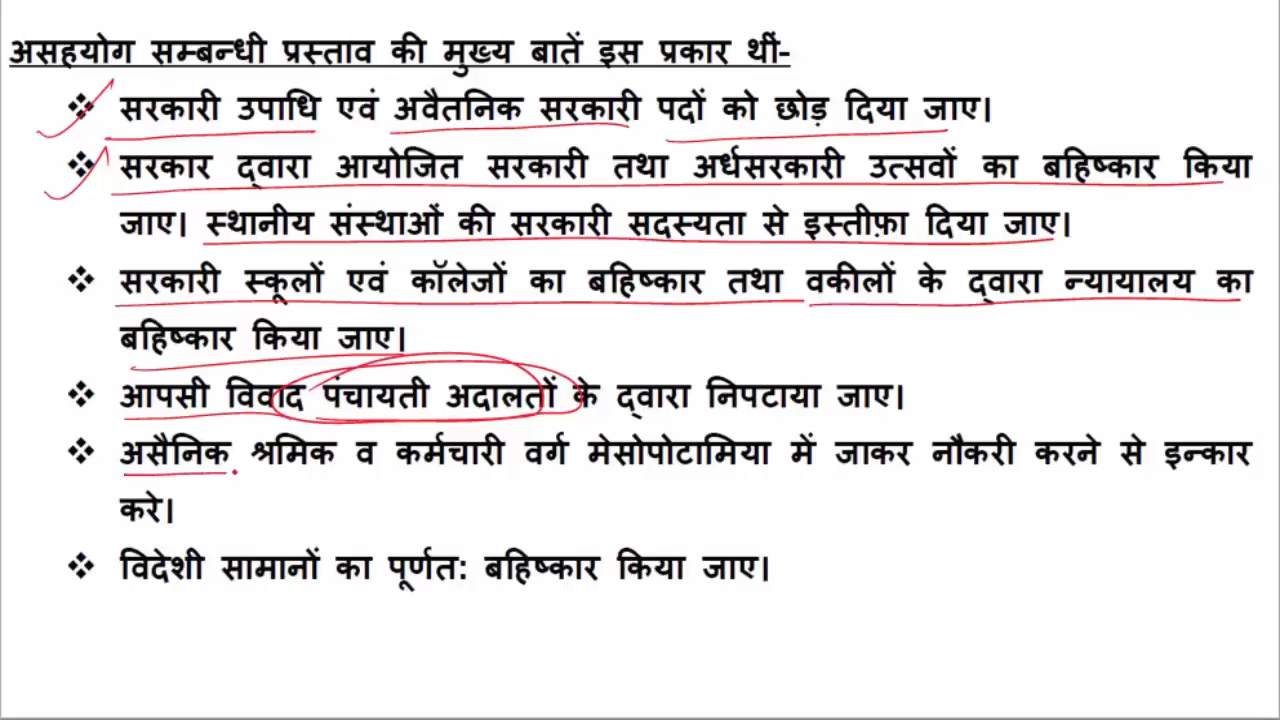 असहयोग सम्बन्धी प्रस्ताव की मुख्य बातें इस प्रकार थीं-
❖ सरकारी उपाधि एवं अवैतनिक सरकारी पदों को छोड़ दिया जाए।
❖ सरकार द्वारा आयोजित सरकारी तथा अर्धसरकारी उत्सवों का बहिष्कार किया
जाए। स्थानीय संस्थाओं की सरकारी सदस्यता से इस्तीफ़ा दिया जाए।
❖ सरकारी स्कूलों एवं कॉलेजों का बहिष्कार तथा वकीलों के द्वारा न्यायालय का
बहिष्कार किया जाए।
❖ आपसी विवाद पंचायती अदालतों के द्वारा निपटाया जाए।
❖ असैनिक श्रमिक व कर्मचारी वर्ग मेसोपोटामिया में जाकर नौकरी करने से इन्कार
करे।
❖ विदेशी सामानों का पूर्णत: बहिष्कार किया जाए।